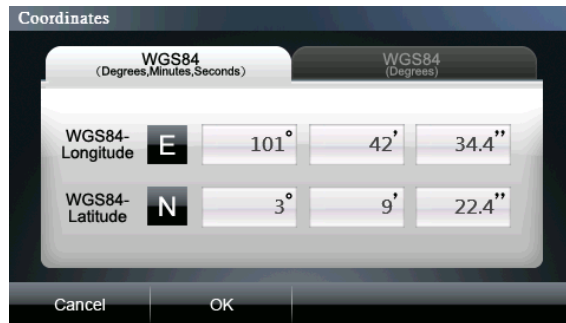 Coordinates
WGS84
(Degrees,Minutes,Seconds)
WGS84
(Degrees)
WGS84-
Longitude
E 101° 42’ 34.4’’
WGS84-
Latitude
N 3° 9’ 22.4’’
Cancel OK